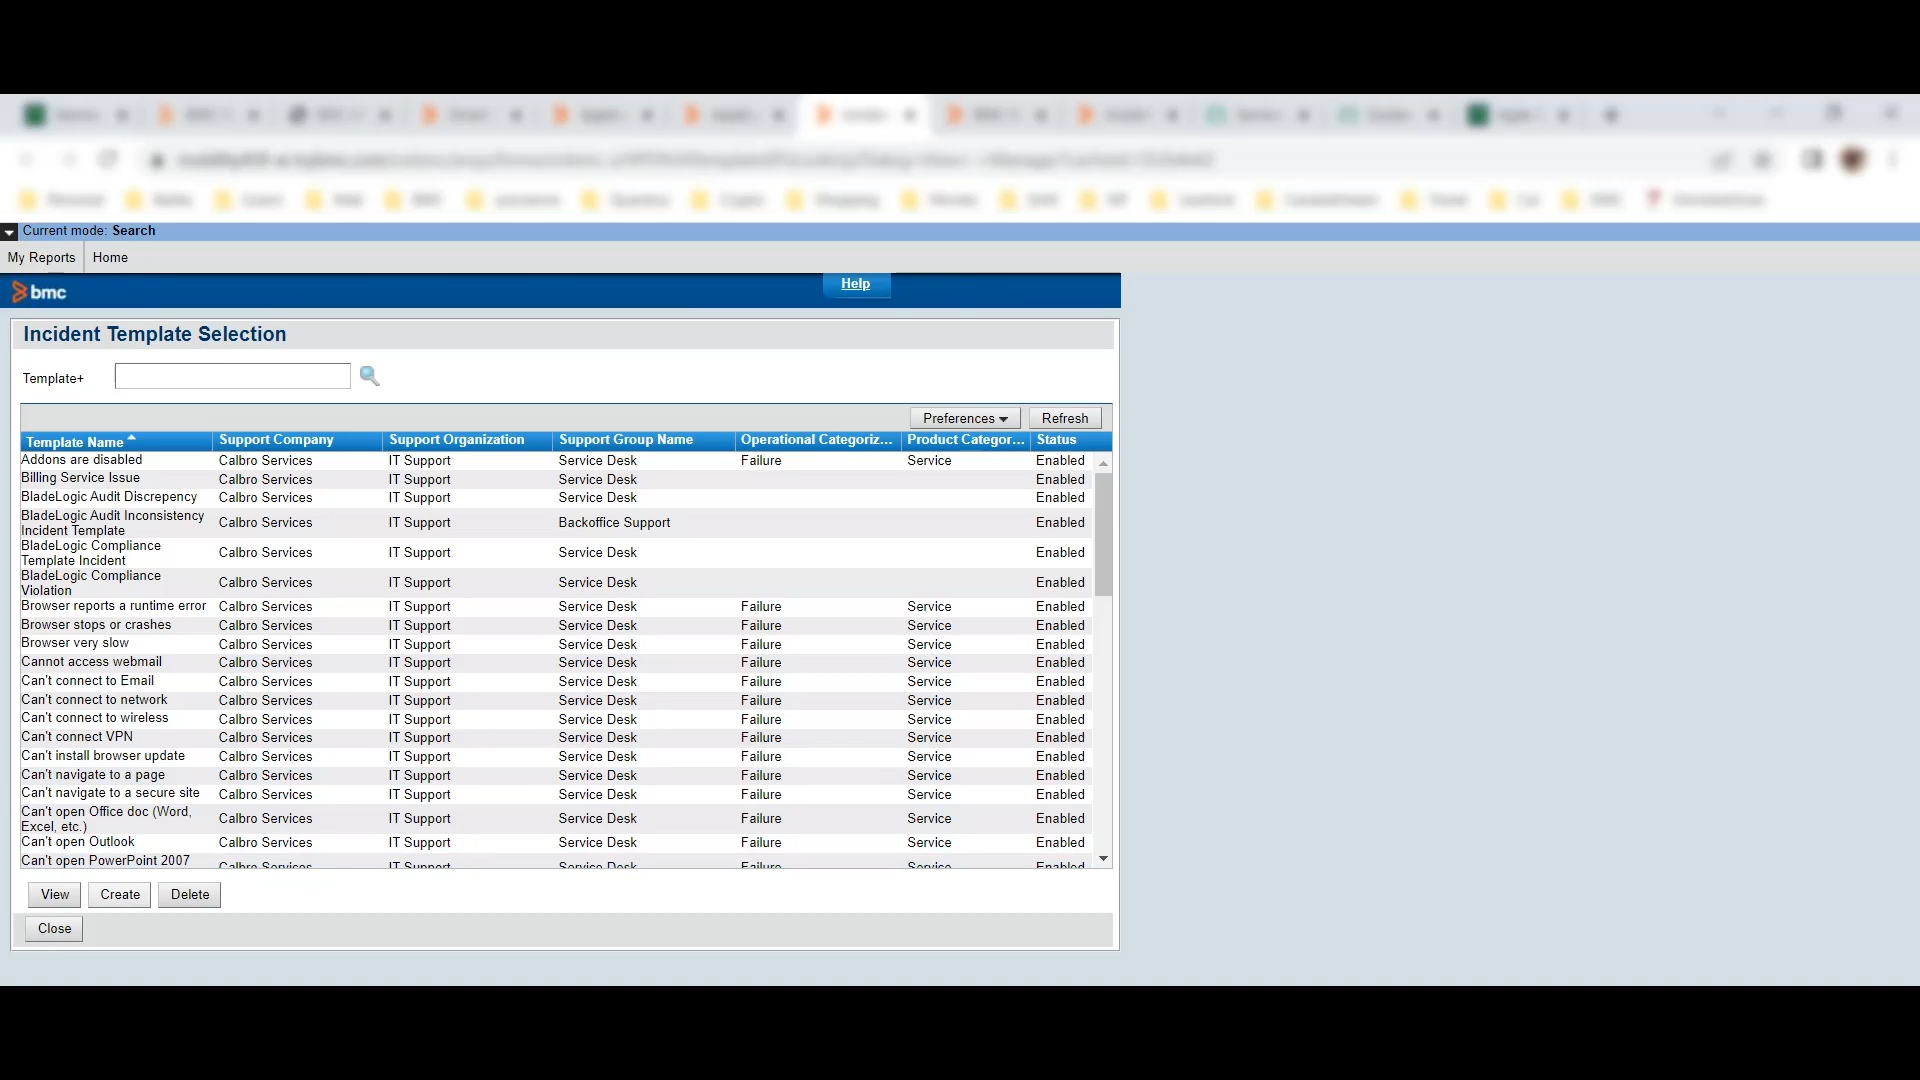 Current mode: Search
My Reports Home
bmc Help
Incident Template Selection
Template+
Preferences Refresh
Template Name Support Company Support Organization Support Group Name Operational Categoriz... Product Categor... Status
Addons are disabled Calbro Services IT Support Service Desk Failure Service Enabled
Billing Service Issue Calbro Services IT Support Service Desk Enabled
BladeLogic Audit Discrepency Calbro Services IT Support Service Desk Enabled
BladeLogic Audit Inconsistency
Incident Template Calbro Services IT Support Backoffice Support Enabled
BladeLogic Compliance
Template Incident Calbro Services IT Support Service Desk Enabled
BladeLogic Compliance
Violation Calbro Services IT Support Service Desk Enabled
Browser reports a runtime error Calbro Services IT Support Service Desk Failure Service Enabled
Browser stops or crashes Calbro Services IT Support Service Desk Failure Service Enabled
Browser very slow Calbro Services IT Support Service Desk Failure Service Enabled
Cannot access webmail Calbro Services IT Support Service Desk Failure Service Enabled
Can't connect to Email Calbro Services IT Support Service Desk Failure Service Enabled
Can't connect to network Calbro Services IT Support Service Desk Failure Service Enabled
Can't connect to wireless Calbro Services IT Support Service Desk Failure Service Enabled
Can't connect VPN Calbro Services IT Support Service Desk Failure Service Enabled
Can't install browser update Calbro Services IT Support Service Desk Failure Service Enabled
Can't navigate to a page Calbro Services IT Support Service Desk Failure Service Enabled
Can't navigate to a secure site Calbro Services IT Support Service Desk Failure Service Enabled
Can't open Office doc (Word,
Excel, etc.) Calbro Services IT Support Service Desk Failure Service Enabled
Can't open Outlook Calbro Services IT Support Service Desk Failure Service Enabled
Can't open PowerPoint 2007 Calbro Services IT Support Service Desk Failure Service Enabled
View Create Delete
Close